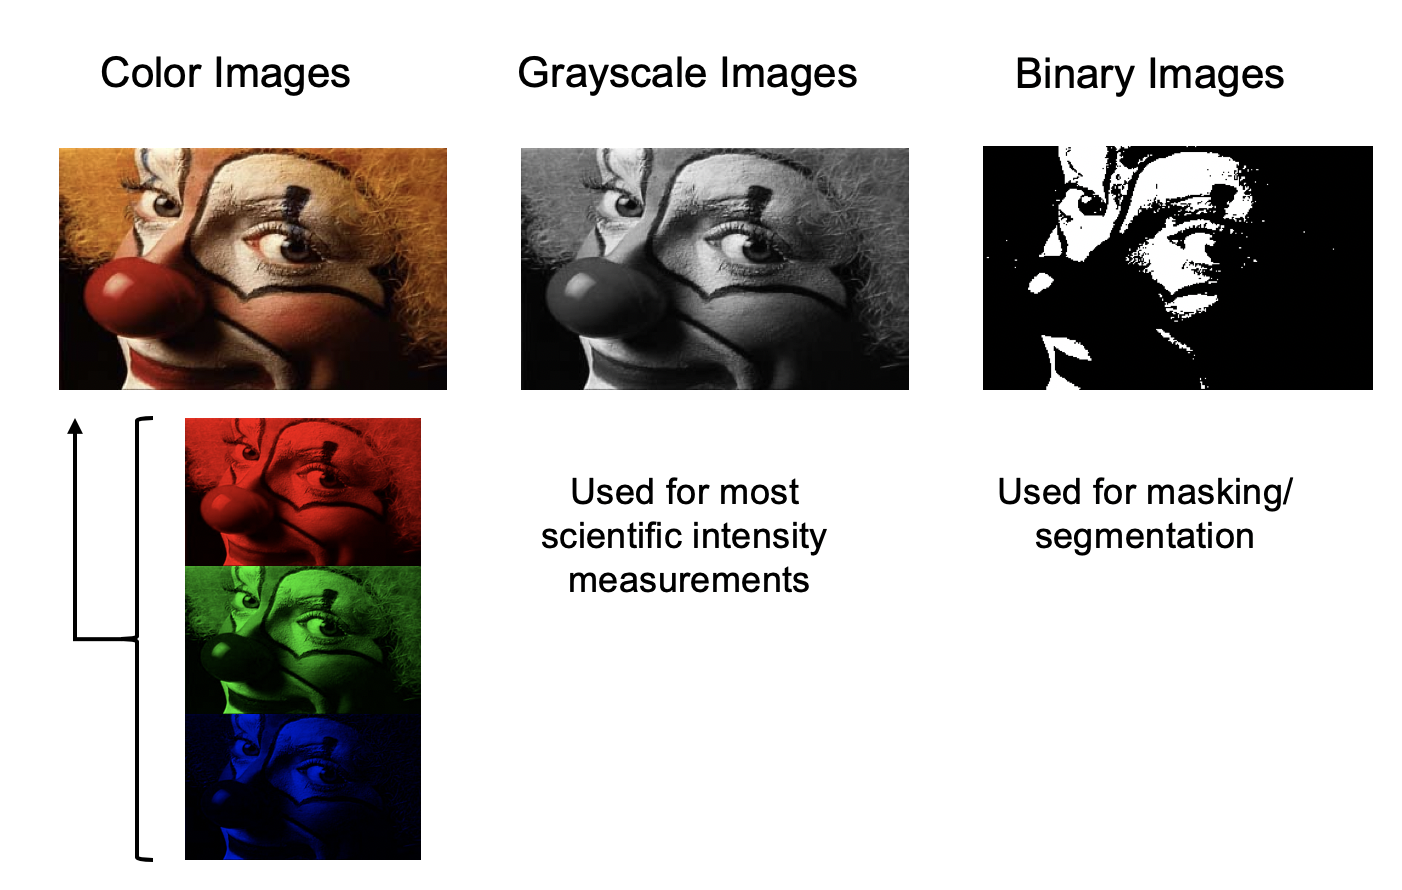 Color Images
Grayscale Images
Binary Images
Used for most
scientific intensity
measurements
Used for masking/
segmentation